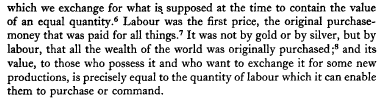 which we exchange for what is supposed at the time to contain the value
of an equal quantity.⁶ Labour was the first price, the original purchase-
money that was paid for all things.⁷ It was not by gold or by silver, but by
labour, that all the wealth of the world was originally purchased;⁸ and its
value, to those who possess it and who want to exchange it for some new
productions, is precisely equal to the quantity of labour which it can enable
them to purchase or command.